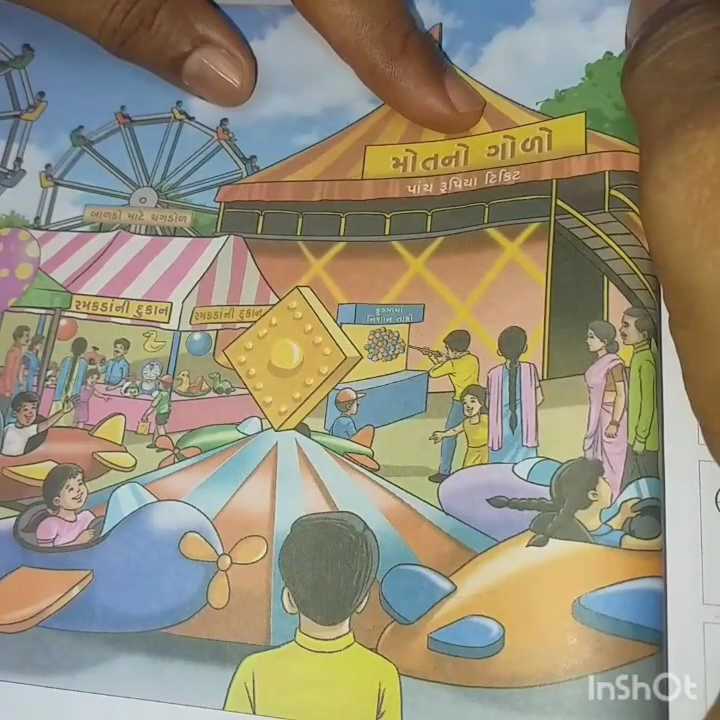 મોતનો ગોળો
પાંચ રૂપિયા ટિકિટ
બાળકો માટે ચગડોળ
રમકડાંની દુકાન
રમકડાંની દુકાન
ફુગ્ગામાં
નિશાન તાકો
InShOt